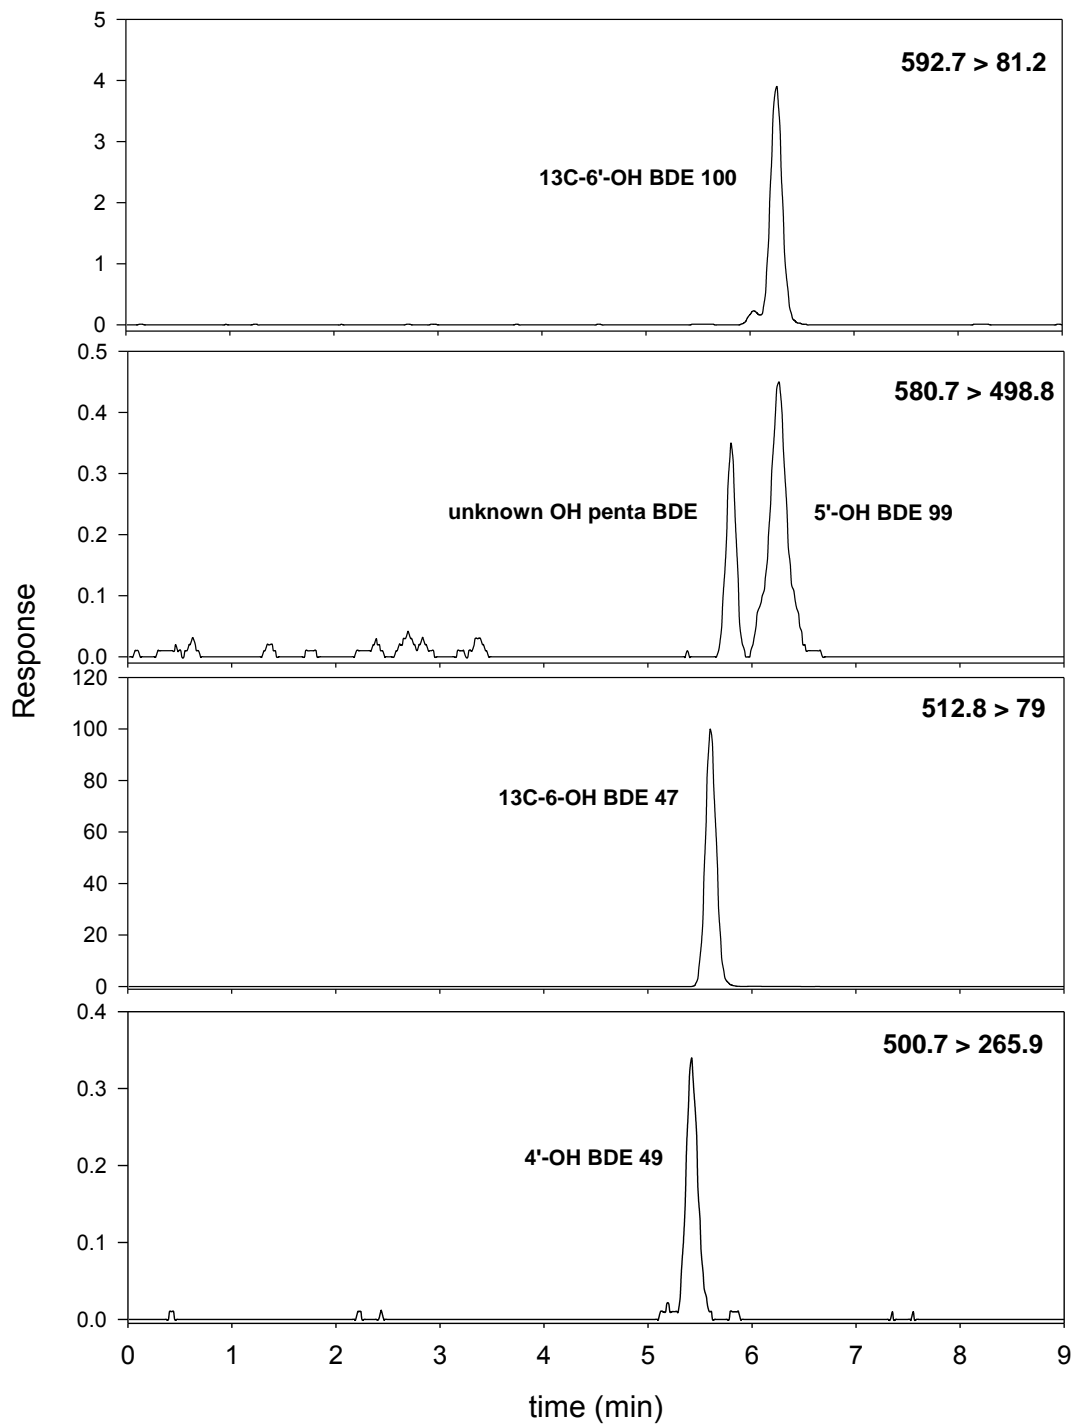 5
592.7 > 81.2
4
3
13C-6'-OH BDE 100
2
1
0
0.5
580.7 > 498.8
0.4
0.3
unknown OH penta BDE
5'-OH BDE 99
0.2
0.1
0.0
Response
120
512.8 > 79
100
80
13C-6-OH BDE 47
60
40
20
0
0.4
500.7 > 265.9
0.3
4'-OH BDE 49
0.2
0.1
0.0
0 1 2 3 4 5 6 7 8 9
time (min)